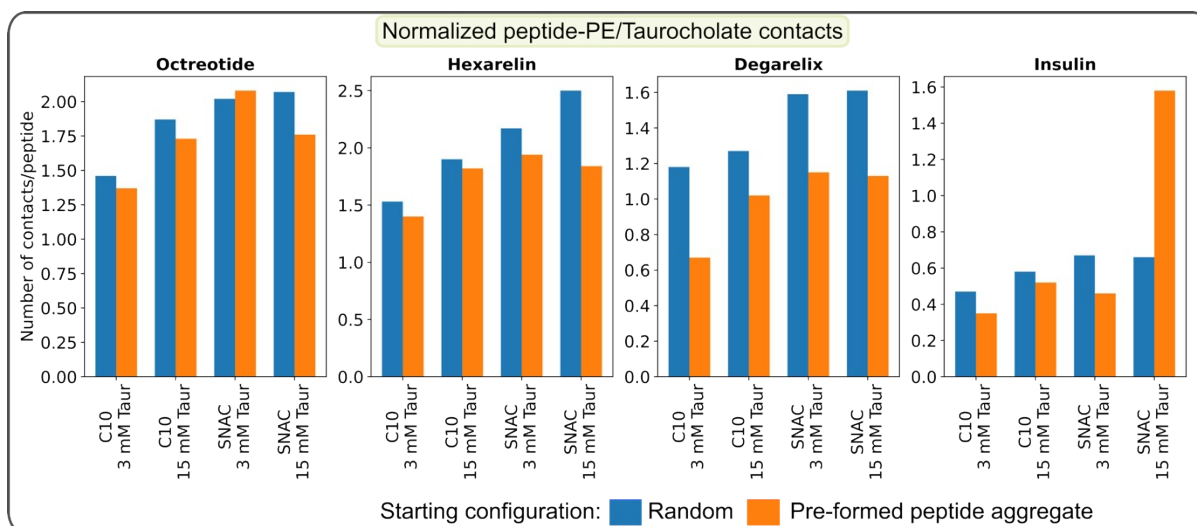 Normalized peptide-PE/Taurocholate contacts
Octreotide
Hexarelin
Degarelix
Insulin
Number of contacts/peptide
2.00
1.75
1.50
1.25
1.00
0.75
0.50
0.25
0.00
2.5
2.0
1.5
1.0
0.5
0.0
1.6
1.4
1.2
1.0
0.8
0.6
0.4
0.2
0.0
1.6
1.4
1.2
1.0
0.8
0.6
0.4
0.2
0.0
C10
3 mM Taur
C10
15 mM Taur
SNAC
3 mM Taur
SNAC
15 mM Taur
C10
3 mM Taur
C10
15 mM Taur
SNAC
3 mM Taur
SNAC
15 mM Taur
C10
3 mM Taur
C10
15 mM Taur
SNAC
3 mM Taur
SNAC
15 mM Taur
C10
3 mM Taur
C10
15 mM Taur
SNAC
3 mM Taur
SNAC
15 mM Taur
Starting configuration: Random Pre-formed peptide aggregate